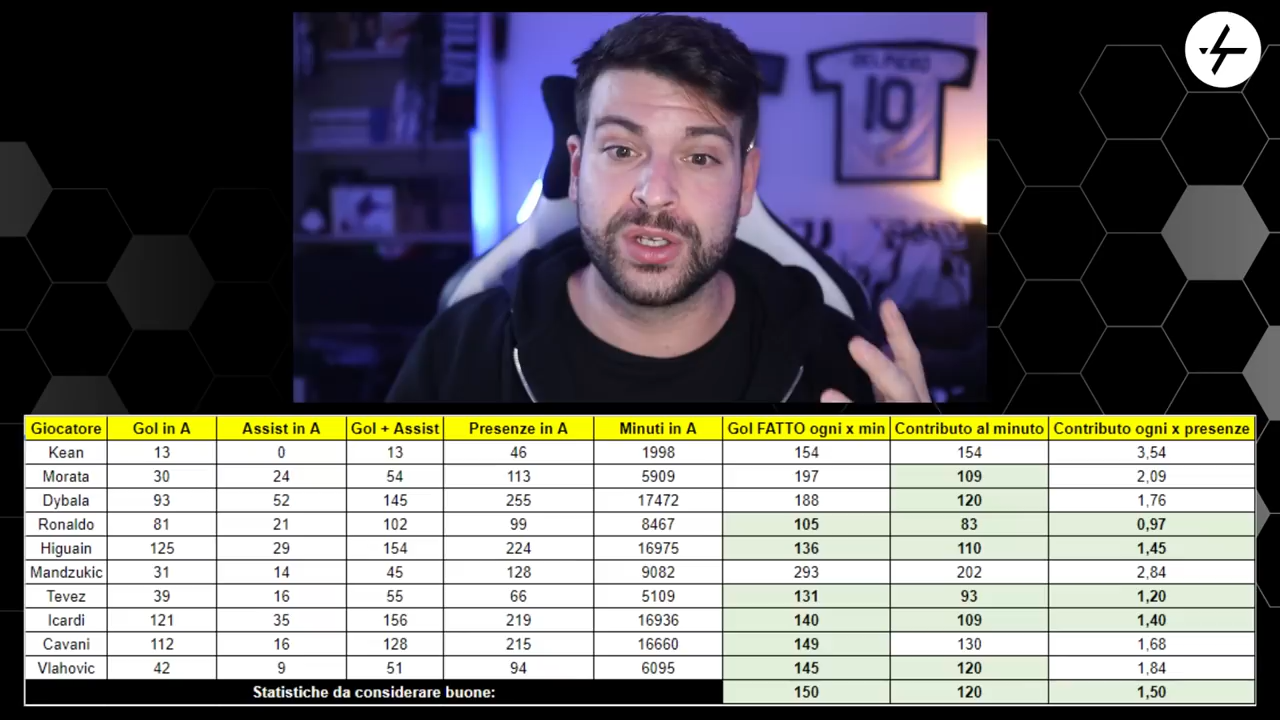 DEL PIERO
10
Giocatore Gol in A Assist in A Gol + Assist Presenze in A Minuti in A Gol FATTO ogni x min Contributo al minuto Contributo ogni x presenze
Kean 13 0 13 46 1998 154 154 3,54
Morata 30 24 54 113 5909 197 109 2,09
Dybala 93 52 145 255 17472 188 120 1,76
Ronaldo 81 21 102 99 8467 105 83 0,97
Higuain 125 29 154 224 16975 136 110 1,45
Mandzukic 31 14 45 128 9082 293 202 2,84
Tevez 39 16 55 66 5109 131 93 1,20
Icardi 121 35 156 219 16936 140 109 1,40
Cavani 112 16 128 215 16660 149 130 1,68
Vlahovic 42 9 51 94 6095 145 120 1,84
Statistiche da considerare buone: 150 120 1,50